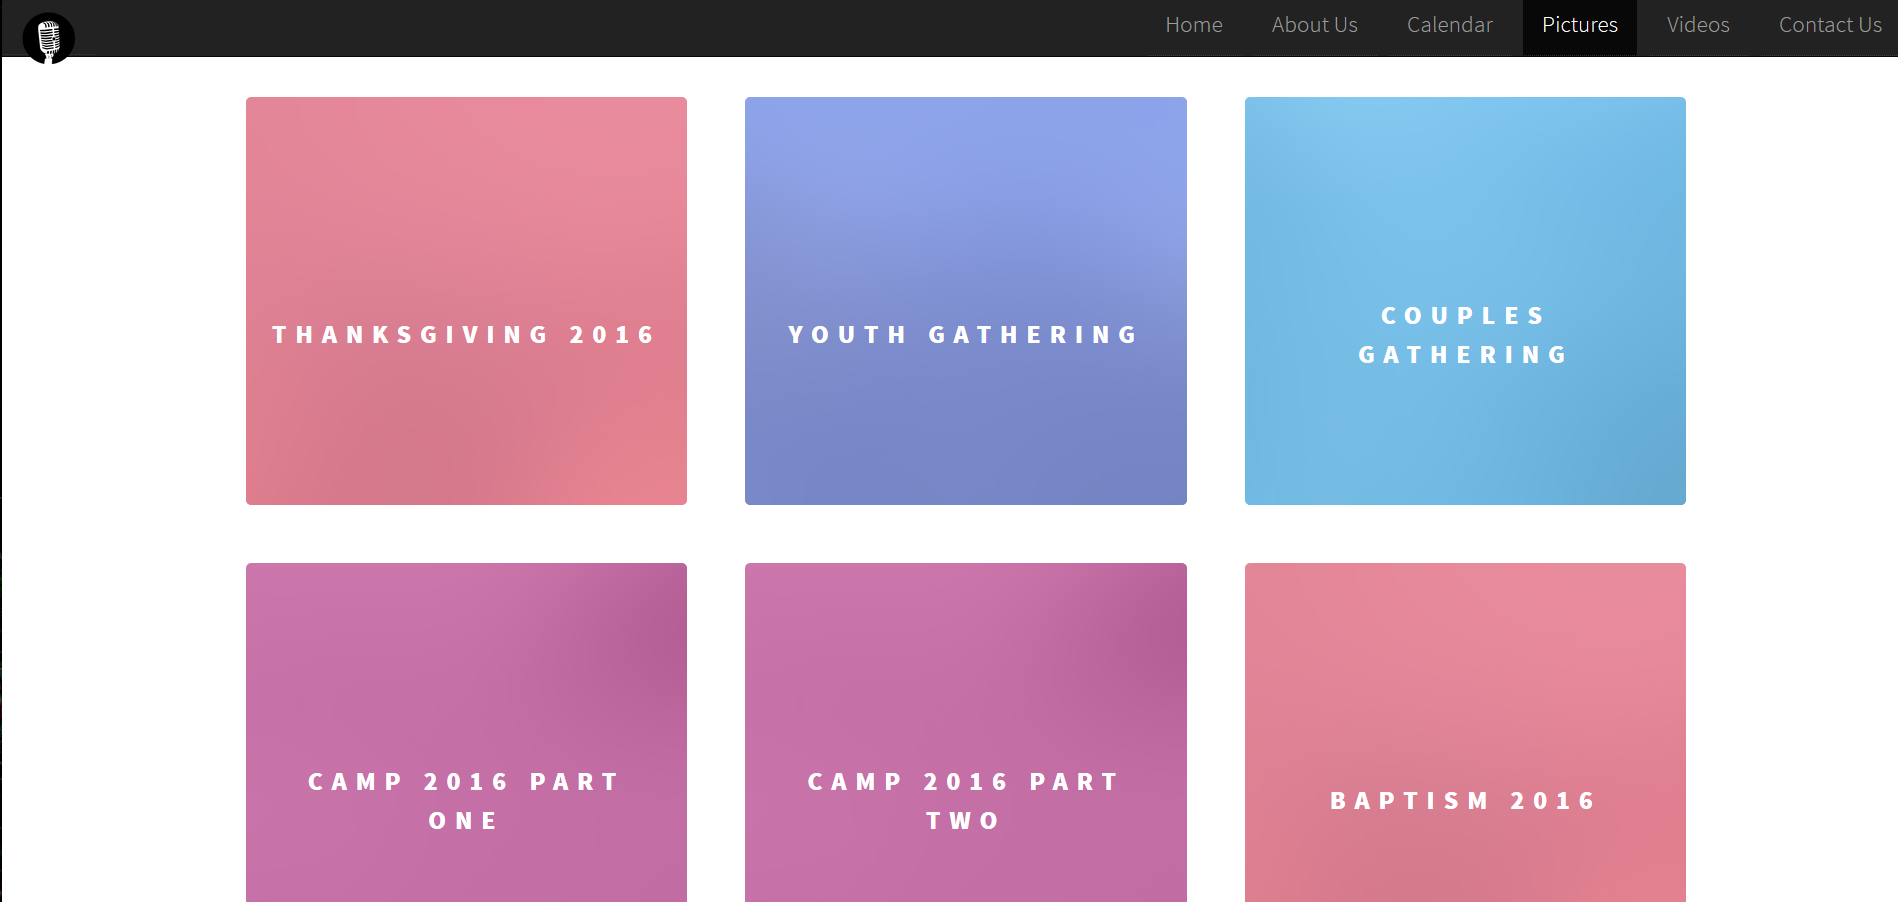 Home About Us Calendar Pictures Videos Contact Us
THANKSGIVING 2016
YOUTH GATHERING
COUPLES
GATHERING
CAMP 2016 PART
ONE
CAMP 2016 PART
TWO
BAPTISM 2016